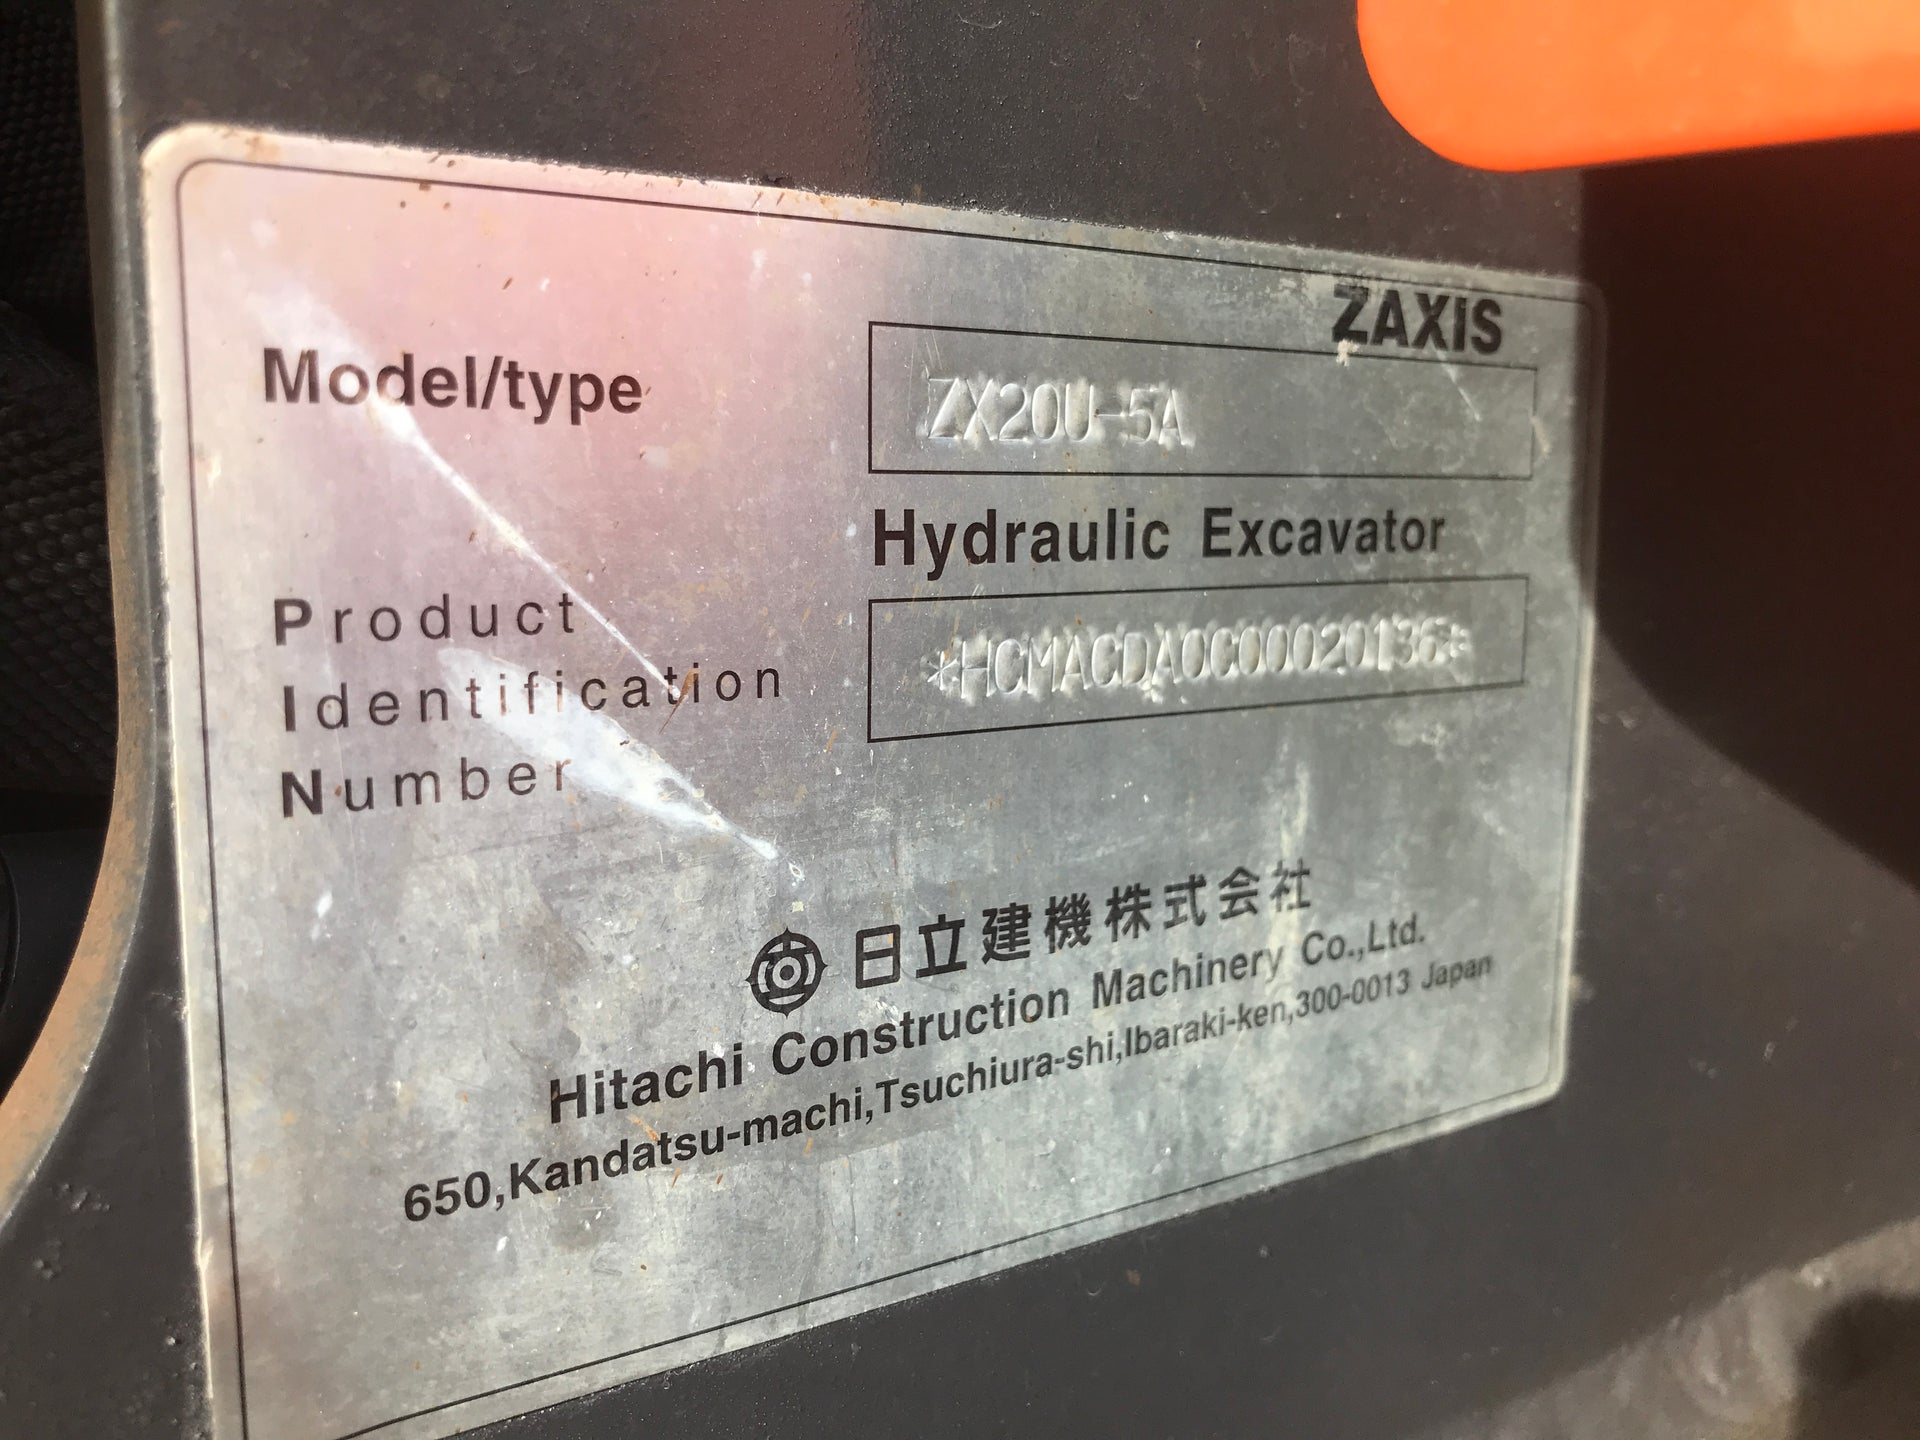 ZAXIS
Model/type ZX20U-5A
Hydraulic Excavator
Product
Identification *HCMACDA0C00020136*
Number
日立建機株式会社
Hitachi Construction Machinery Co.,Ltd.
650,Kandatsu-machi,Tsuchiura-shi,Ibaraki-ken,300-0013 Japan